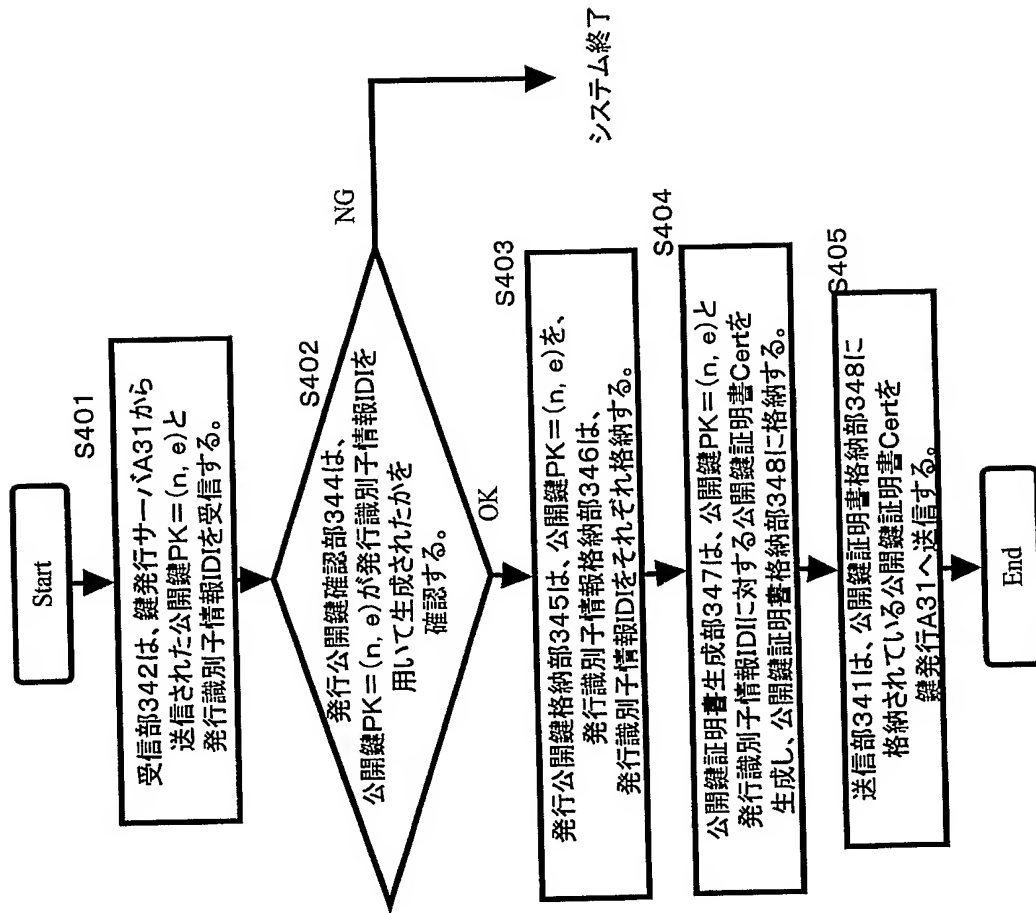 Start
S401
受信部342は、鍵発行サーバA31から
送信された公開鍵PK=(n, e)と
発行識別子情報IDIを受信する。
S402
発行公開鍵確認部344は、
公開鍵PK=(n, e)が発行識別子情報IDIを
用いて生成されたかを
確認する。
NG
システム終了
OK
S403
発行公開鍵格納部345は、公開鍵PK=(n, e)を、
発行識別子情報格納部346は、
発行識別子情報IDIをそれぞれ格納する。
S404
公開鍵証明書生成部347は、公開鍵PK=(n, e)と
発行識別子情報IDIに対する公開鍵証明書Certを
生成し、公開鍵証明書格納部348に格納する。
S405
送信部341は、公開鍵証明書格納部348に
格納されている公開鍵証明書Certを
鍵発行A31へ送信する。
End